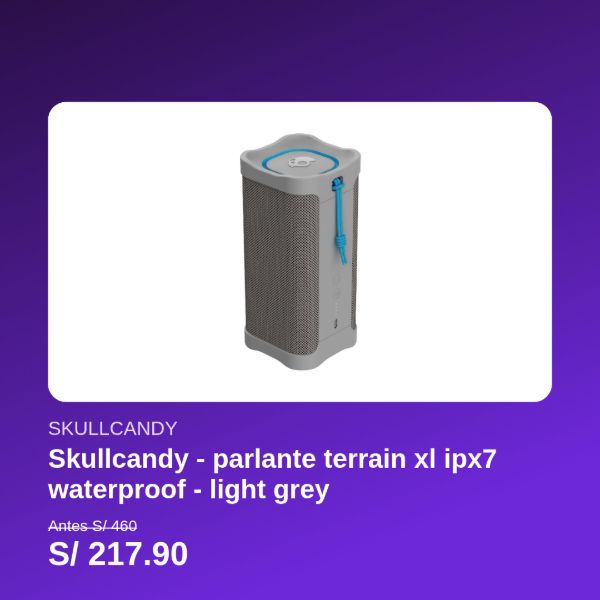 SKULLCANDY
Skullcandy - parlante terrain xl ipx7
waterproof - light grey
Antes S/ 460
S/ 217.90